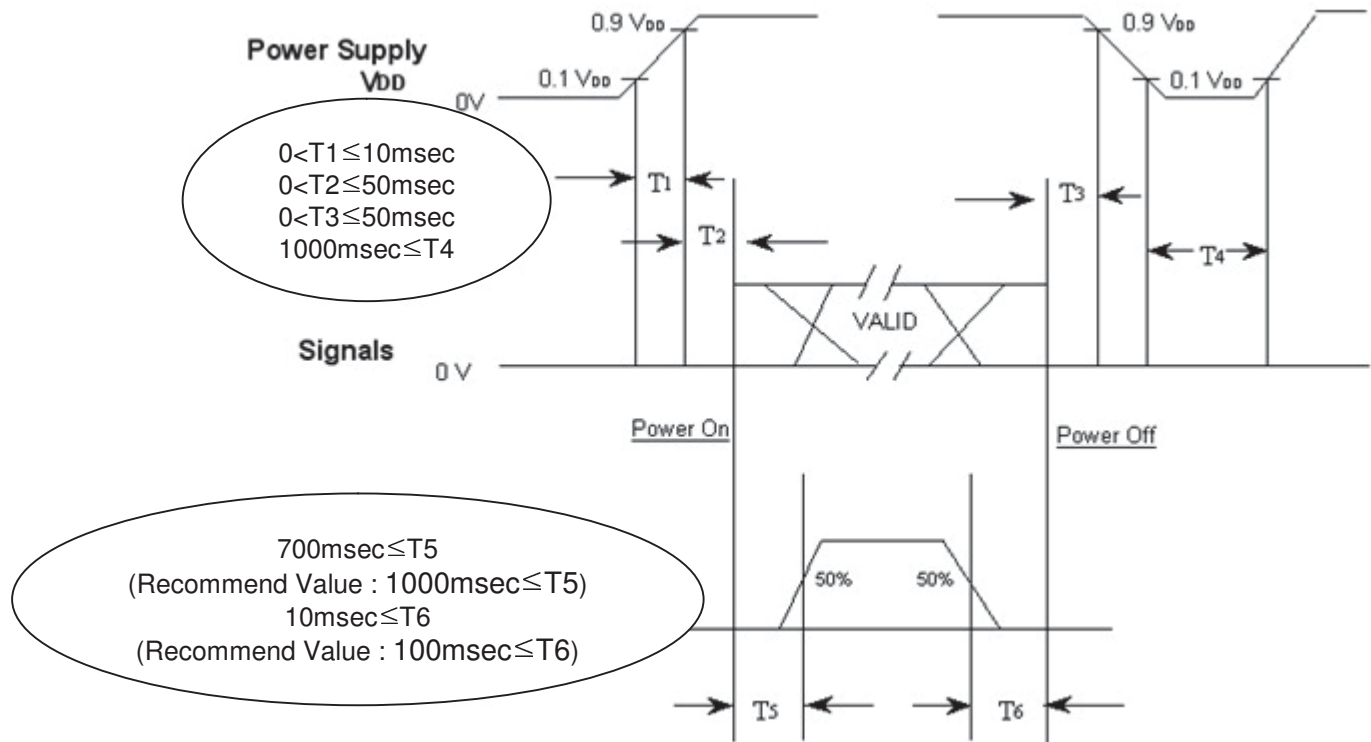 0.9 VDD
0.9 VDD
Power Supply
VDD
0.1 VDD
0.1 VDD
0V
0<T1≦10msec
0<T2≦50msec
0<T3≦50msec
1000msec≦T4
T1
T3
T2
T4
VALID
Signals
0 V
Power On
Power Off
700msec≦T5
(Recommend Value : 1000msec≦T5)
10msec≦T6
(Recommend Value : 100msec≦T6)
50%
50%
T5
T6